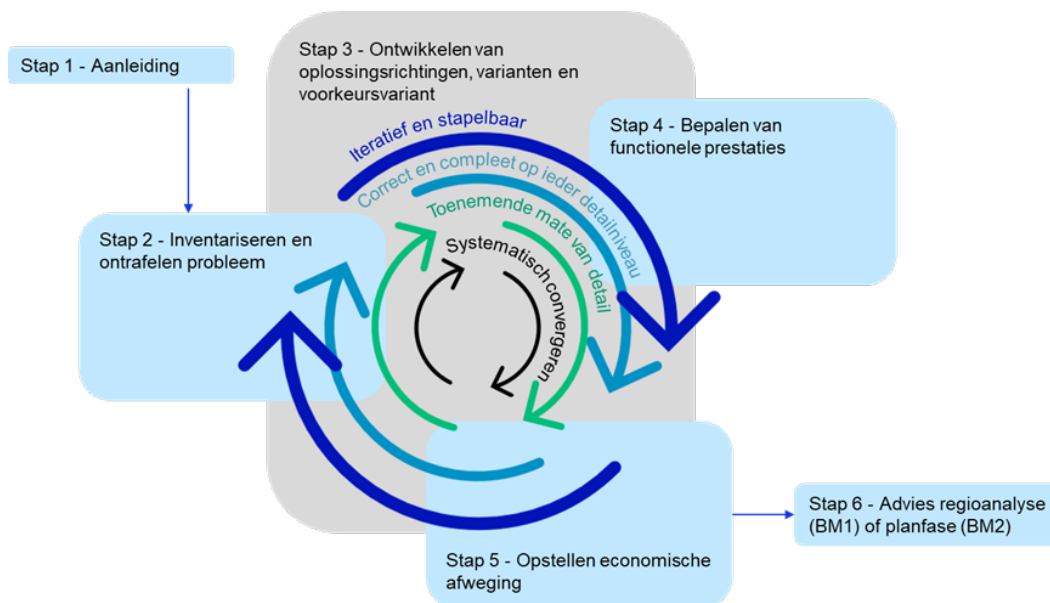 Stap 1 - Aanleiding
Stap 3 - Ontwikkelen van
oplossingsrichtingen, varianten en
voorkeursvariant
Stap 4 - Bepalen van
functionele prestaties
Iteratief en stapelbaar
Correct en compleet op ieder detailniveau
Toenemende mate van detail
Systematisch convergeren
Stap 2 - Inventariseren en
ontrafelen probleem
Stap 5 - Opstellen economische
afweging
Stap 6 - Advies regioanalyse
(BM1) of planfase (BM2)